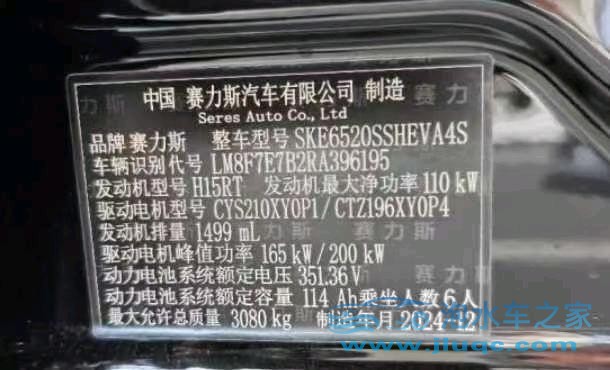 中国 赛力斯汽车有限公司 制造
Seres Auto Co., Ltd
品牌 赛力斯 整车型号 SKE6520SSHEVA4S
车辆识别代号 LM8F7E7B2RA396195
发动机型号 H15RT 发动机最大净功率 110 kW
驱动电机型号 CYS210XY0P1/CTZ196XY0P4
发动机排量 1499 mL
驱动电机峰值功率 165 kW/200 kW
动力电池系统额定电压 351.36 V
动力电池系统额定容量 114 Ah 乘坐人数 6 人
最大允许总质量 3080 kg 制造年月 2024-12
水车之家